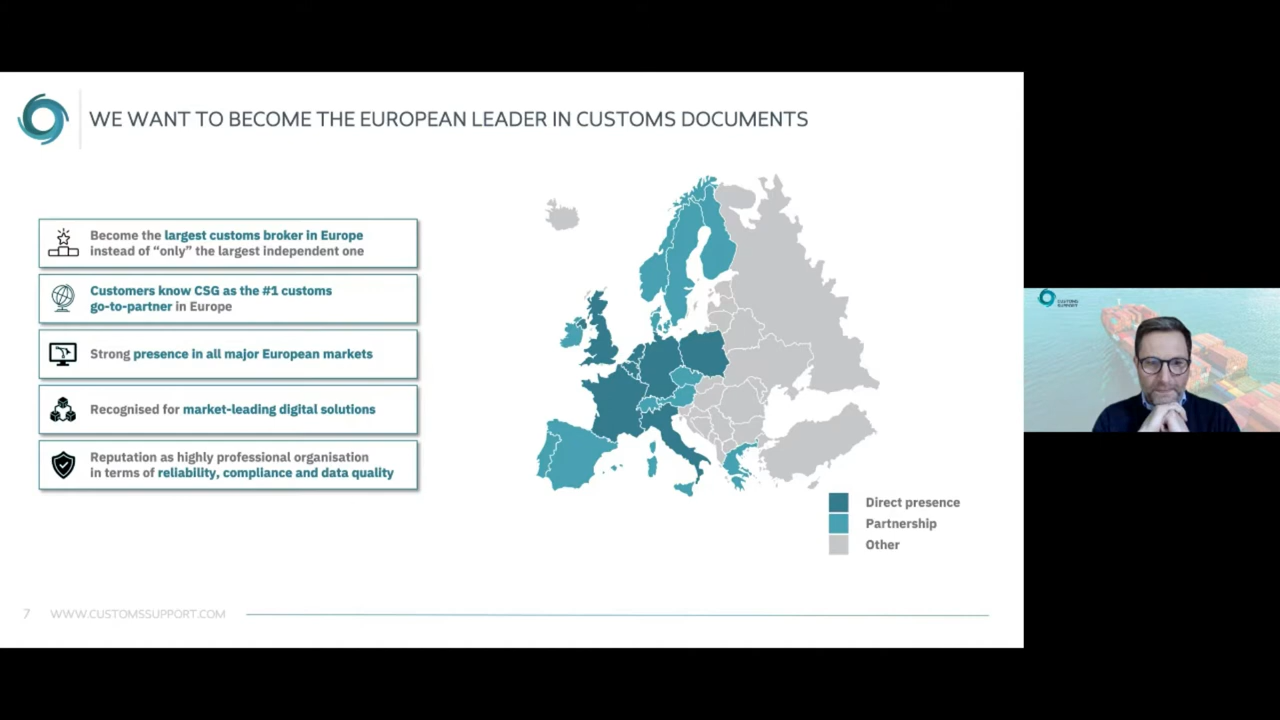 WE WANT TO BECOME THE EUROPEAN LEADER IN CUSTOMS DOCUMENTS
Become the largest customs broker in Europe
instead of “only” the largest independent one
Customers know CSG as the #1 customs
go-to-partner in Europe
Strong presence in all major European markets
Recognised for market-leading digital solutions
Reputation as highly professional organisation
in terms of reliability, compliance and data quality
Direct presence
Partnership
Other
7 WWW.CUSTOMSSUPPORT.COM
CUSTOMS
SUPPORT